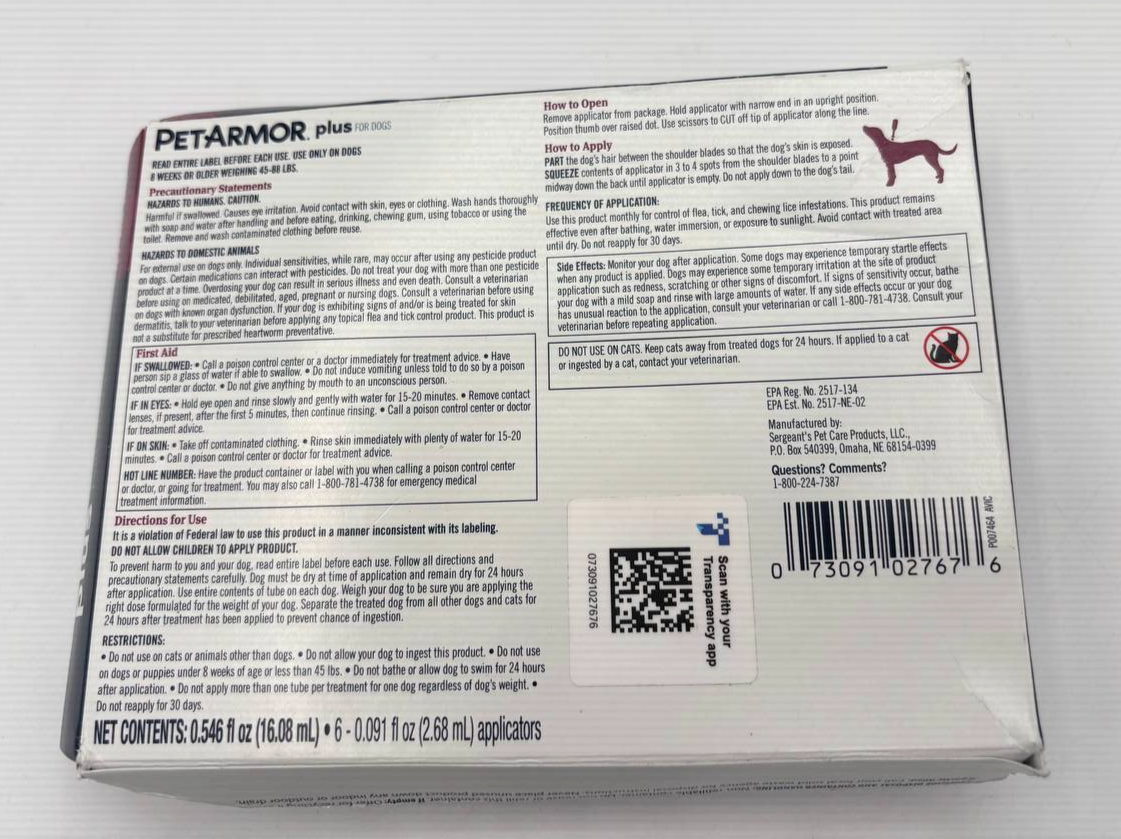 PETARMOR® plus FOR DOGS
READ ENTIRE LABEL BEFORE EACH USE. USE ONLY ON DOGS
8 WEEKS OR OLDER WEIGHING 45-88 LBS.
Precautionary Statements
HAZARDS TO HUMANS. CAUTION.
Harmful if swallowed. Causes eye irritation. Avoid contact with skin, eyes or clothing. Wash hands thoroughly
with soap and water after handling and before eating, drinking, chewing gum, using tobacco or using the
toilet. Remove and wash contaminated clothing before reuse.
HAZARDS TO DOMESTIC ANIMALS
For external use on dogs only. Individual sensitivities, while rare, may occur after using any pesticide product
on dogs. Certain medications can interact with pesticides. Do not treat your dog with more than one pesticide
product at a time. Overdosing your dog can result in serious illness and even death. Consult a veterinarian
before using on medicated, debilitated, aged, pregnant or nursing dogs. Consult a veterinarian before using
on dogs with known organ dysfunction. If your dog is exhibiting signs of and/or is being treated for skin
dermatitis, talk to your veterinarian before applying any topical flea and tick control product. This product is
not a substitute for prescribed heartworm preventative.
First Aid
IF SWALLOWED: • Call a poison control center or a doctor immediately for treatment advice. • Have
person sip a glass of water if able to swallow. • Do not induce vomiting unless told to do so by a poison
control center or doctor. • Do not give anything by mouth to an unconscious person.
IF IN EYES: • Hold eye open and rinse slowly and gently with water for 15-20 minutes. • Remove contact
lenses, if present, after the first 5 minutes, then continue rinsing. • Call a poison control center or doctor
for treatment advice.
IF ON SKIN: • Take off contaminated clothing. • Rinse skin immediately with plenty of water for 15-20
minutes. • Call a poison control center or doctor for treatment advice.
HOT LINE NUMBER: Have the product container or label with you when calling a poison control center
or doctor, or going for treatment. You may also call 1-800-781-4738 for emergency medical
treatment information.
Directions for Use
It is a violation of Federal law to use this product in a manner inconsistent with its labeling.
DO NOT ALLOW CHILDREN TO APPLY PRODUCT.
To prevent harm to you and your dog, read entire label before each use. Follow all directions and
precautionary statements carefully. Dog must be dry at time of application and remain dry for 24 hours
after application. Use entire contents of tube on each dog. Weigh your dog to be sure you are applying the
right dose formulated for the weight of your dog. Separate the treated dog from all other dogs and cats for
24 hours after treatment has been applied to prevent chance of ingestion.
RESTRICTIONS:
• Do not use on cats or animals other than dogs. • Do not allow your dog to ingest this product. • Do not use
on dogs or puppies under 8 weeks of age or less than 45 lbs. • Do not bathe or allow dog to swim for 24 hours
after application. • Do not apply more than one tube per treatment for one dog regardless of dog's weight. •
Do not reapply for 30 days.
NET CONTENTS: 0.546 fl oz (16.08 mL) • 6 - 0.091 fl oz (2.68 mL) applicators
How to Open
Remove applicator from package. Hold applicator with narrow end in an upright position.
Position thumb over raised dot. Use scissors to CUT off tip of applicator along the line.
How to Apply
PART the dog's hair between the shoulder blades so that the dog's skin is exposed.
SQUEEZE contents of applicator in 3 to 4 spots from the shoulder blades to a point
midway down the back until applicator is empty. Do not apply down to the dog's tail.
FREQUENCY OF APPLICATION:
Use this product monthly for control of flea, tick, and chewing lice infestations. This product remains
effective even after bathing, water immersion, or exposure to sunlight. Avoid contact with treated area
until dry. Do not reapply for 30 days.
Side Effects: Monitor your dog after application. Some dogs may experience temporary startle effects
when any product is applied. Dogs may experience some temporary irritation at the site of product
application such as redness, scratching or other signs of discomfort. If signs of sensitivity occur, bathe
your dog with a mild soap and rinse with large amounts of water. If any side effects occur or your dog
has unusual reaction to the application, consult your veterinarian or call 1-800-781-4738. Consult your
veterinarian before repeating application.
DO NOT USE ON CATS. Keep cats away from treated dogs for 24 hours. If applied to a cat
or ingested by a cat, contact your veterinarian.
EPA Reg. No. 2517-134
EPA Est. No. 2517-NE-02
Manufactured by:
Sergeant's Pet Care Products, LLC.,
P.O. Box 540399, Omaha, NE 68154-0399
Questions? Comments?
1-800-224-7387
0 73091 02767 6
P007464 AVIC
Scan with your
Transparency app
073091027676